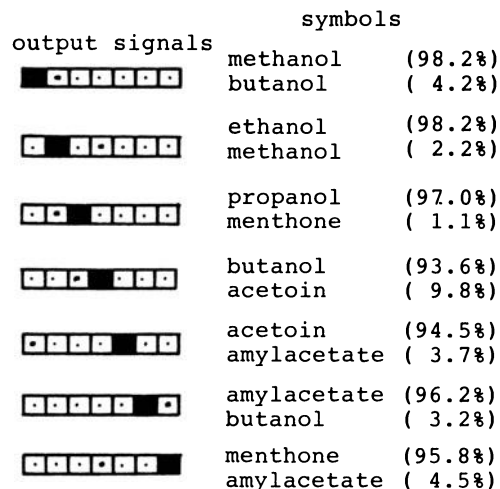 symbols
output signals
methanol (98.2%)
butanol ( 4.2%)
ethanol (98.2%)
methanol ( 2.2%)
propanol (97.0%)
menthone ( 1.1%)
butanol (93.6%)
acetoin ( 9.8%)
acetoin (94.5%)
amylacetate ( 3.7%)
amylacetate (96.2%)
butanol ( 3.2%)
menthone (95.8%)
amylacetate ( 4.5%)